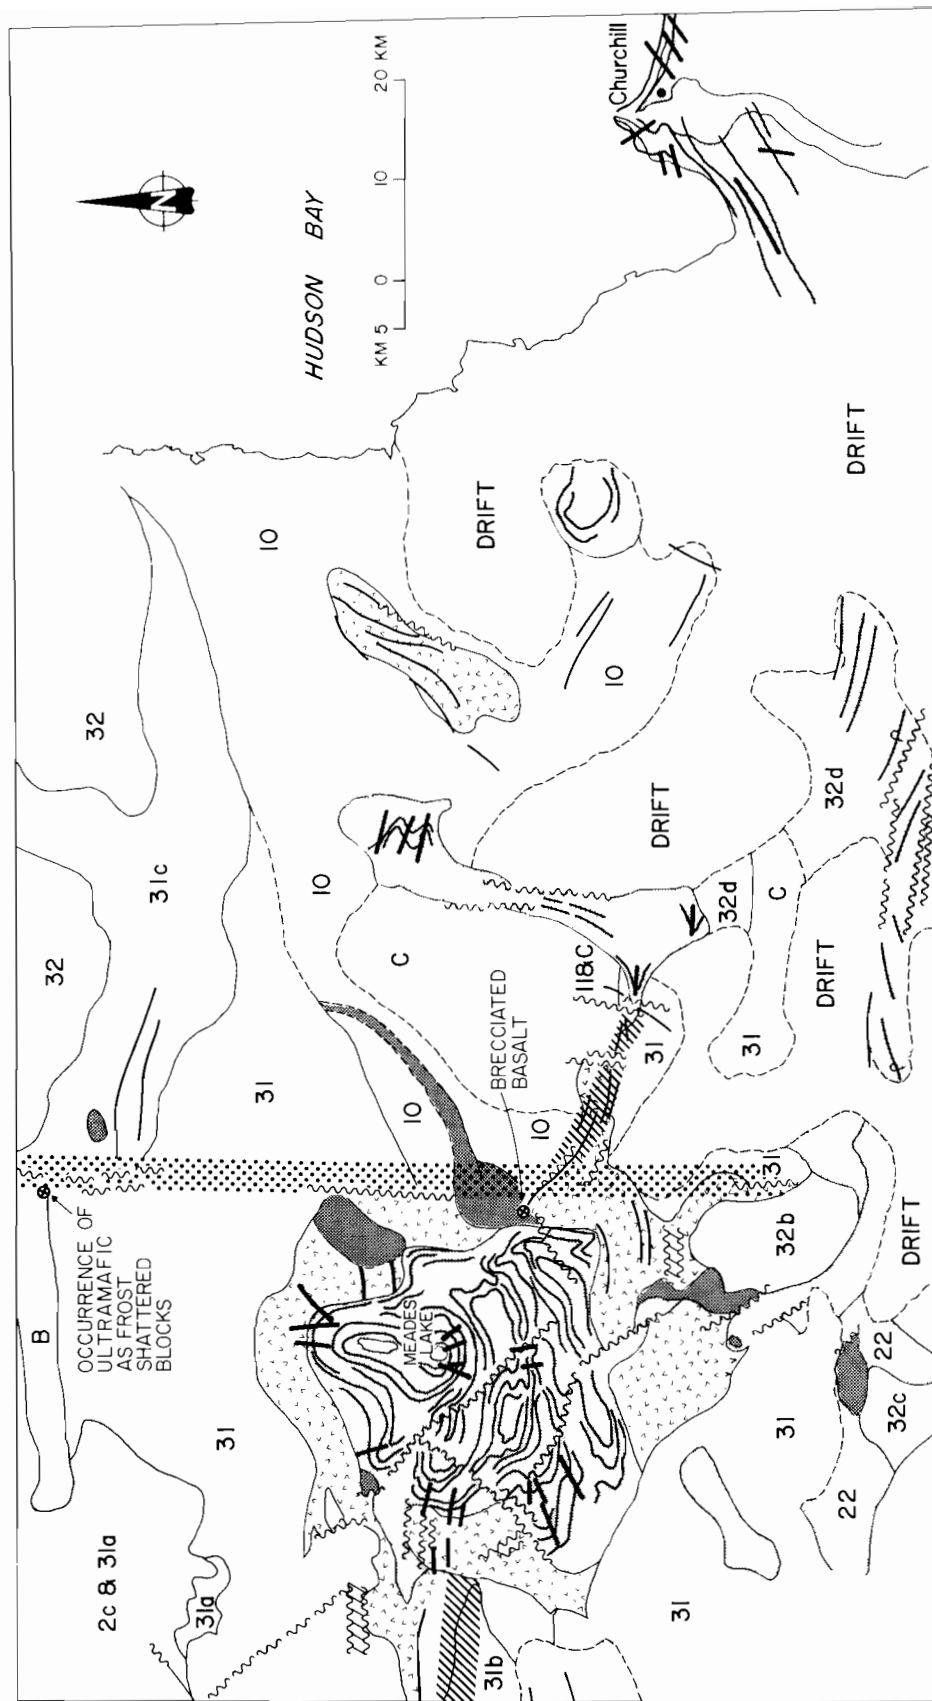 N
HUDSON BAY
KM 5 0 10 20 KM
Churchill
32
10
DRIFT
DRIFT
32
31c
10
10
32d
DRIFT
C
118C
32d
C
DRIFT
31
31
31
10
10
BRECCIATED
BASALT
31
32b
DRIFT
B
OCCURRENCE OF
ULTRAMAFIC
AS FROST
SHATTERED
BLOCKS
MEADES
LAKE
31
31
22
32c
22
2c & 31a
31a
31b
31